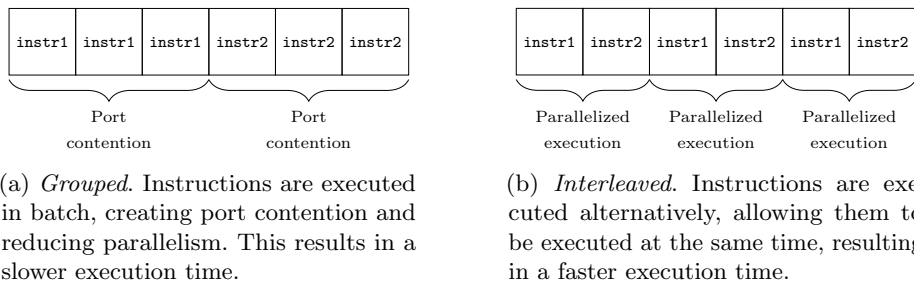 instr1 instr1 instr1 instr2 instr2 instr2
Port
contention
Port
contention
(a) Grouped. Instructions are executed
in batch, creating port contention and
reducing parallelism. This results in a
slower execution time.
instr1 instr2 instr1 instr2 instr1 instr2
Parallelized
execution
Parallelized
execution
Parallelized
execution
(b) Interleaved. Instructions are exe
cuted alternatively, allowing them to
be executed at the same time, resulting
in a faster execution time.